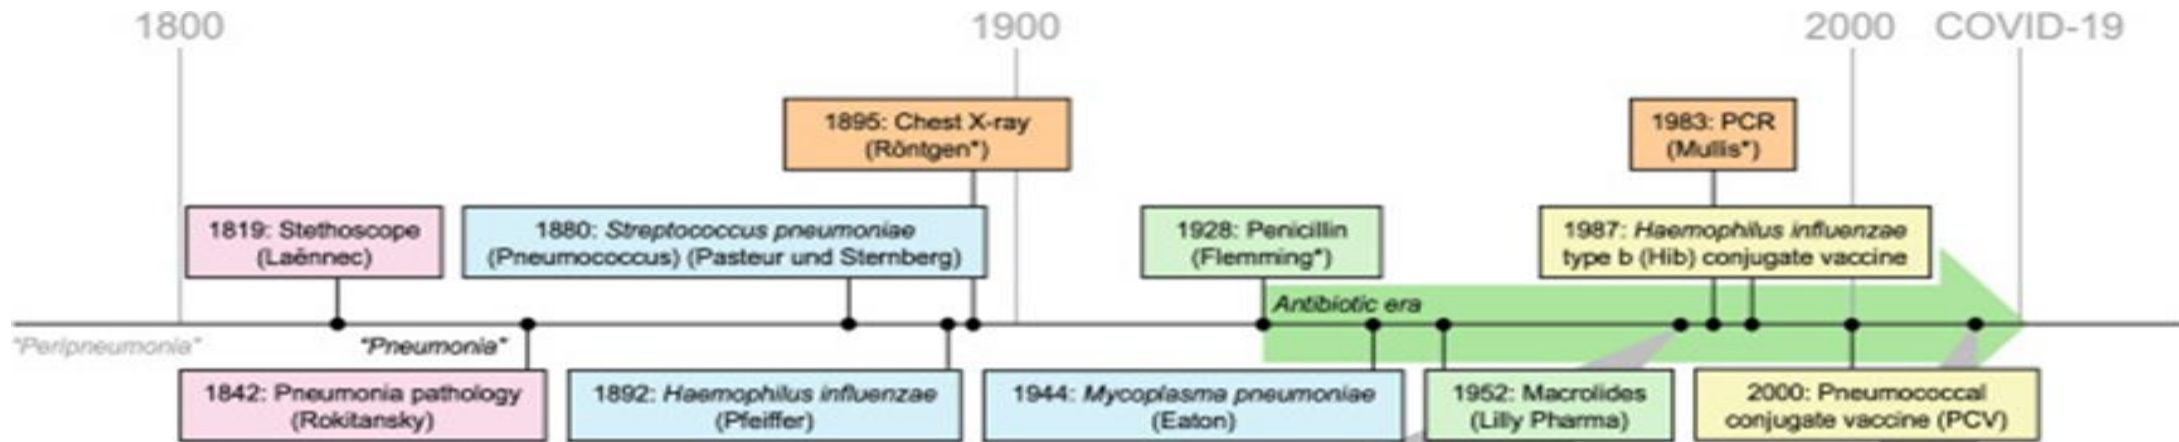 1800
1900
2000
COVID-19
1895: Chest X-ray
(Röntgen*)
1983: PCR
(Mullis*)
1819: Stethoscope
(Laënnec)
1880: Streptococcus pneumoniae
(Pneumococcus) (Pasteur und Sternberg)
1928: Penicillin
(Flemming*)
1987: Haemophilus influenzae
type b (Hib) conjugate vaccine
Antibiotic era
"Peripneumonia"
"Pneumonia"
1842: Pneumonia pathology
(Rokitansky)
1892: Haemophilus influenzae
(Pfeiffer)
1944: Mycoplasma pneumoniae
(Eaton)
1952: Macrolides
(Lilly Pharma)
2000: Pneumococcal
conjugate vaccine (PCV)